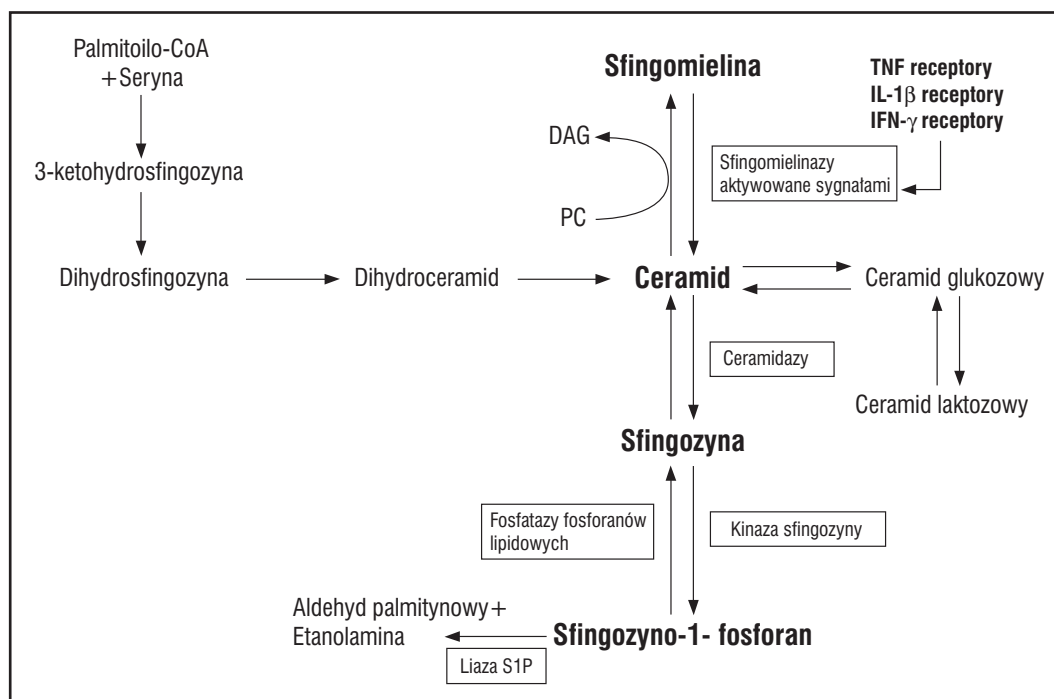 Palmitoilo-CoA
+Seryna
Sfingomielina
TNF receptory
IL-1β receptory
IFN-γ receptory
DAG
Sfingomielinazy
aktywowane sygnałami
3-ketohydrosfingozyna
PC
Dihydrosfingozyna
Dihydroceramid
Ceramid
Ceramid glukozowy
Ceramidazy
Ceramid laktozowy
Sfingozyna
Fosfatazy fosforanów
lipidowych
Kinaza sfingozyny
Aldehyd palmitynowy+
Etanolamina
Sfingozyno-1- fosforan
Liaza S1P